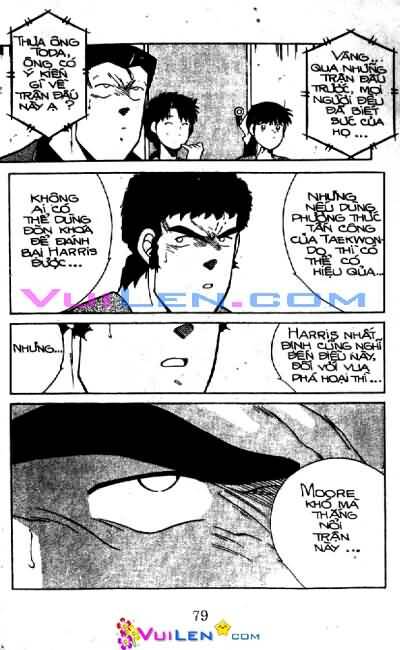 VÂNG...
QUA NHỮNG
TRẬN ĐẤU
TRƯỚC, MỌI
NGƯỜI ĐỀU
ĐÃ BIẾT
SỨC CỦA
HỌ ...
THƯA ÔNG
TODA,
ÔNG CÓ
Ý KIẾN
GÌ VỀ
TRẬN ĐẤU
NÀY Ạ ?
NHƯNG,
NẾU DÙNG
PHƯƠNG THỨC
TẤN CÔNG
CỦA TAEKWON-
DO, THÌ CÓ
THỂ CÓ
HIỆU QỦA...
KHÔNG
AI CÓ
THỂ DÙNG
ĐÒN KHÓA
ĐỂ ĐÁNH
BẠI HARRIS
ĐƯỢC...
VUILEN.COM
HARRIS NHẤT
ĐỊNH CŨNG NGHĨ
ĐẾN ĐIỀU NÀY,
ĐỐI VỚI VUA
PHÁ HOẠI THÌ...
NHƯNG...
MOORE
KHÓ MÀ
THẮNG
NỔI
TRẬN
NÀY ...
79
VUILEN.COM